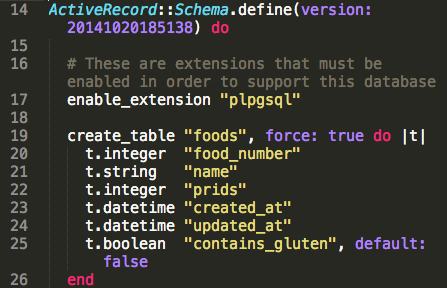 14 ActiveRecord::Schema.define(version:
20141020185138) do
15
16 # These are extensions that must be
enabled in order to support this database
17 enable_extension "plpgsql"
18
19 create_table "foods", force: true do |t|
20 t.integer "food_number"
21 t.string "name"
22 t.integer "prids"
23 t.datetime "created_at"
24 t.datetime "updated_at"
25 t.boolean "contains_gluten", default:
false
26 end